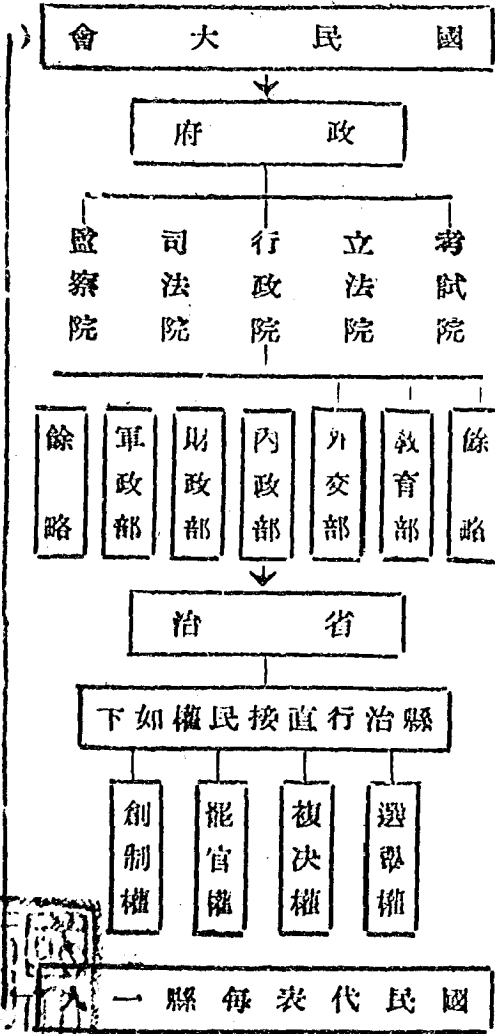 國民大會
政府
考試院
立法院
行政院
司法院
監察院
餘略
教育部
外交部
內政部
財政部
軍政部
餘略
省治
縣治行直接民權如下
選舉權
複决權
罷官權
創制權
國民代表每縣一人